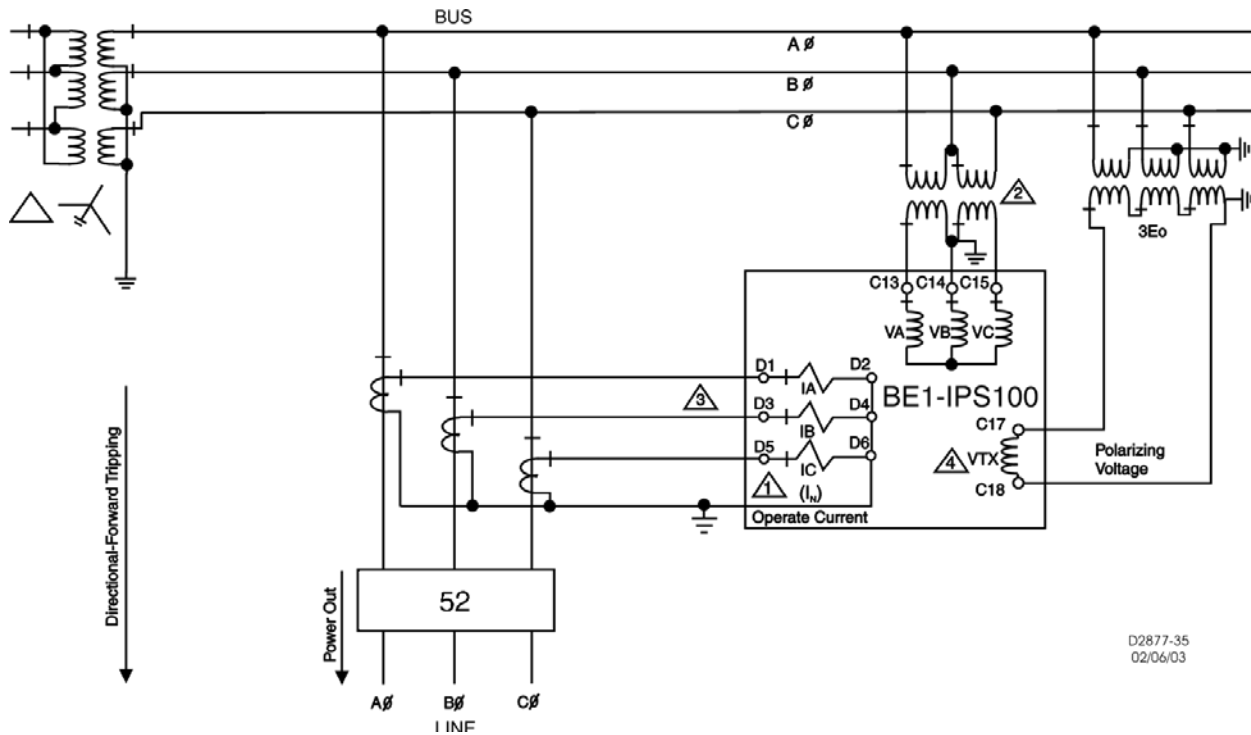 BUS
A Ø
B Ø
C Ø
2
3Eo
C13 C14 C15
VA VB VC
D1 IA D2
BE1-IPS100
3
D3 IB D4
C17
D5 IC D6
4 VTX
Polarizing
Voltage
1
(IN)
C18
Operate Current
Directional-Forward Tripping
Power Out
52
D2877-35
02/06/03
AØ BØ CØ
LINE